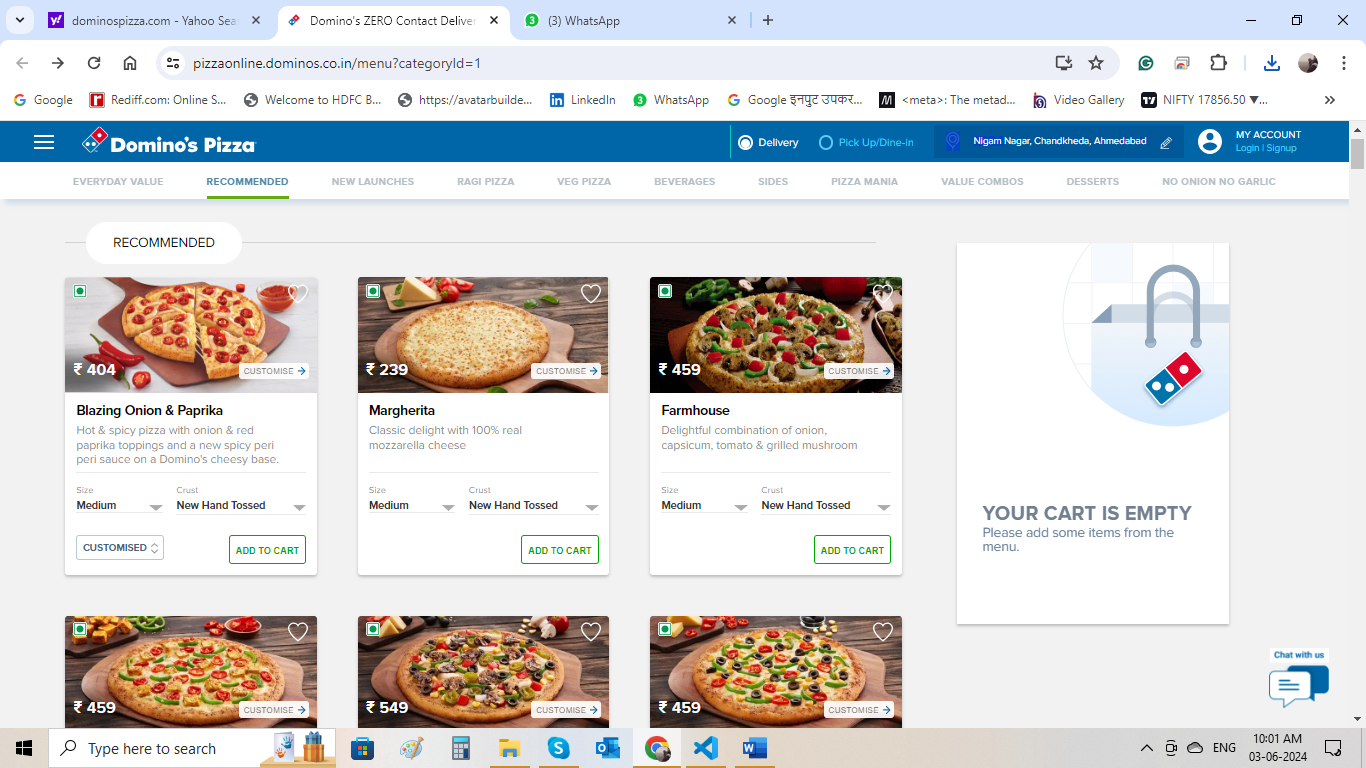 dominospizza.com - Yahoo Sea
Domino's ZERO Contact Deliver
(3) WhatsApp
pizzaonline.dominos.co.in/menu?categoryId=1
Google
Rediff.com: Online S...
Welcome to HDFC B...
https://avatarbuilde...
LinkedIn
WhatsApp
Google इनपुट उपकर...
<meta>: The metad...
Video Gallery
NIFTY 17856.50 ▼...
Domino's Pizza
Delivery
Pick Up/Dine-in
Nigam Nagar, Chandkheda, Ahmedabad
MY ACCOUNT
Login | Signup
EVERYDAY VALUE
RECOMMENDED
NEW LAUNCHES
RAGI PIZZA
VEG PIZZA
BEVERAGES
SIDES
PIZZA MANIA
VALUE COMBOS
DESSERTS
NO ONION NO GARLIC
RECOMMENDED
₹ 404
CUSTOMISE
Blazing Onion & Paprika
Hot & spicy pizza with onion & red
paprika toppings and a new spicy peri
peri sauce on a Domino's cheesy base.
Size
Crust
Medium
New Hand Tossed
CUSTOMISED
ADD TO CART
₹ 239
CUSTOMISE
Margherita
Classic delight with 100% real
mozzarella cheese
Size
Crust
Medium
New Hand Tossed
ADD TO CART
₹ 459
CUSTOMISE
Farmhouse
Delightful combination of onion,
capsicum, tomato & grilled mushroom
Size
Crust
Medium
New Hand Tossed
ADD TO CART
YOUR CART IS EMPTY
Please add some items from the
menu.
₹ 459
CUSTOMISE
₹ 549
CUSTOMISE
₹ 459
CUSTOMISE
Chat with us
Type here to search
ENG
10:01 AM
03-06-2024